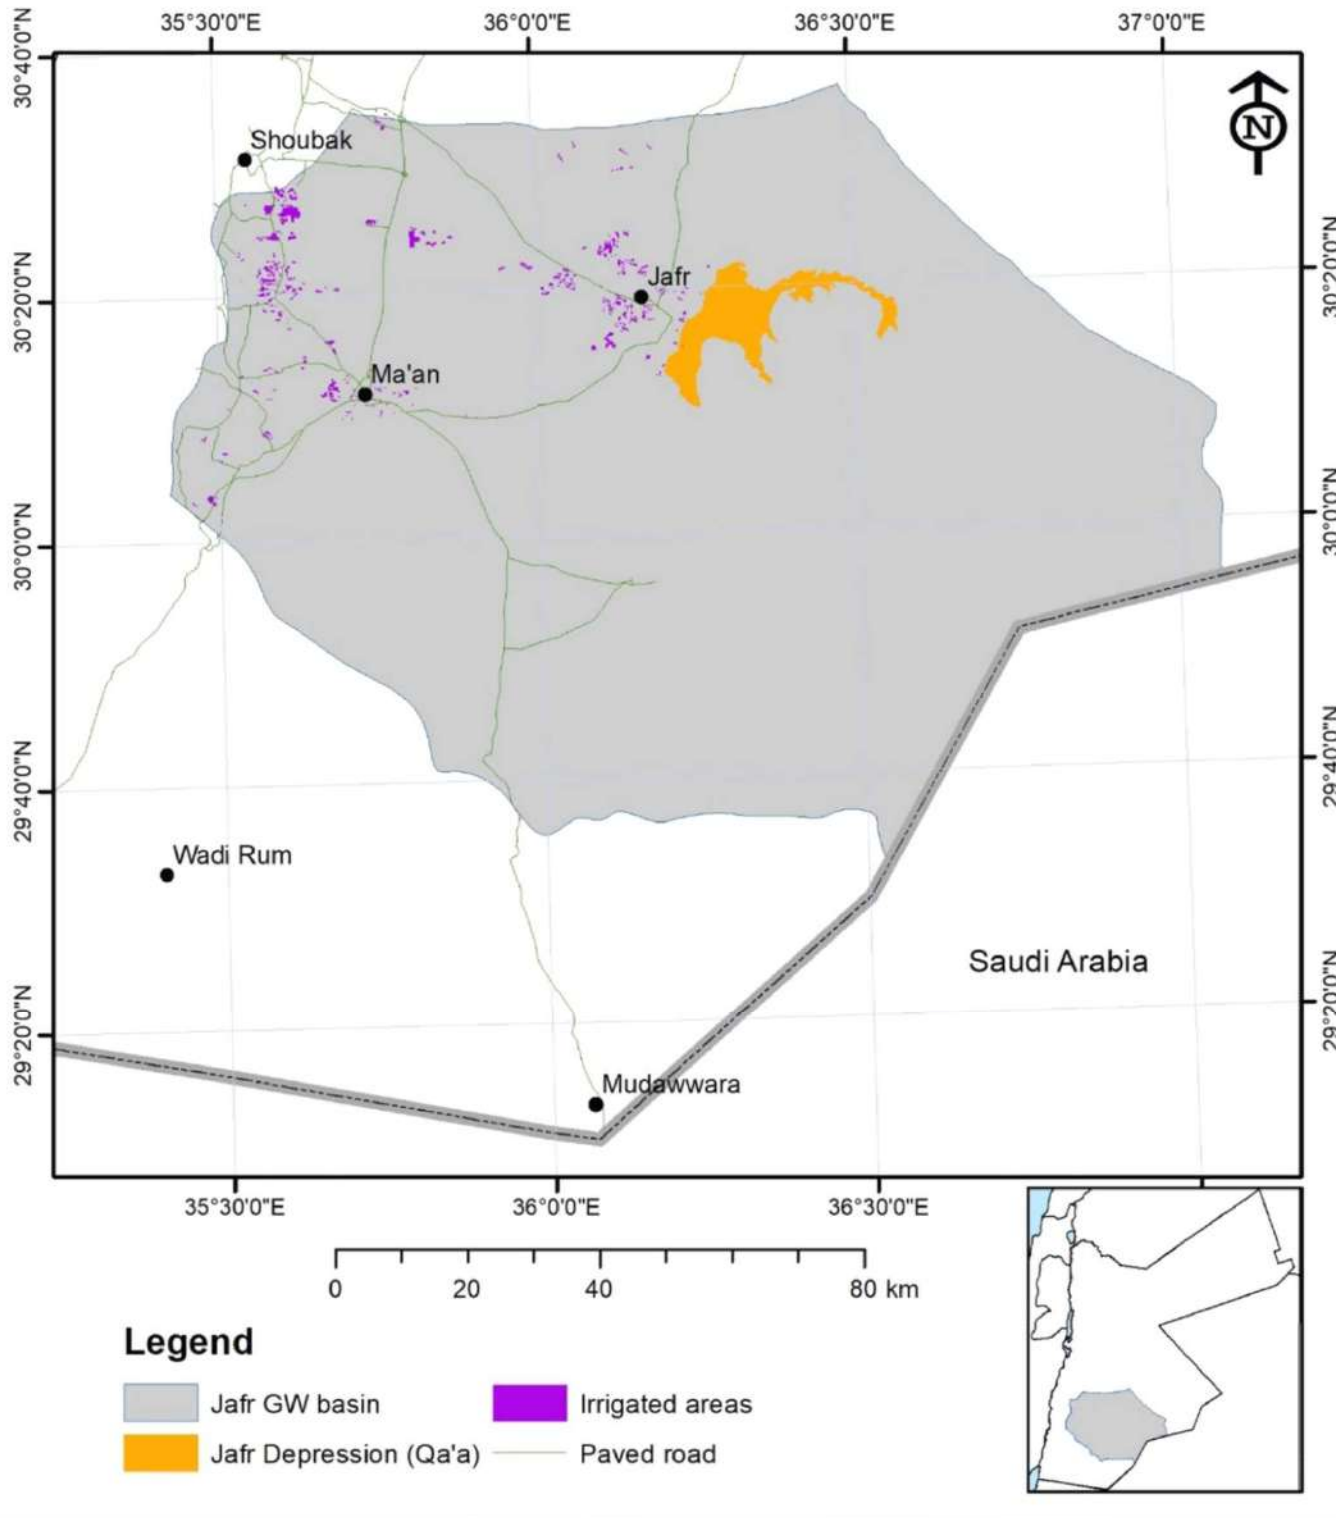 35°30'0"E 36°0'0"E 36°30'0"E 37°0'0"E
30°40'0"N
N
Shoubak
30°20'0"N
Jafr
30°20'0"N
Ma'an
30°0'0"N
30°0'0"N
29°40'0"N
29°40'0"N
Wadi Rum
Saudi Arabia
29°20'0"N
29°20'0"N
Mudawwara
35°30'0"E 36°0'0"E 36°30'0"E
0 20 40 80 km
Legend
Jafr GW basin Irrigated areas
Jafr Depression (Qa'a) Paved road